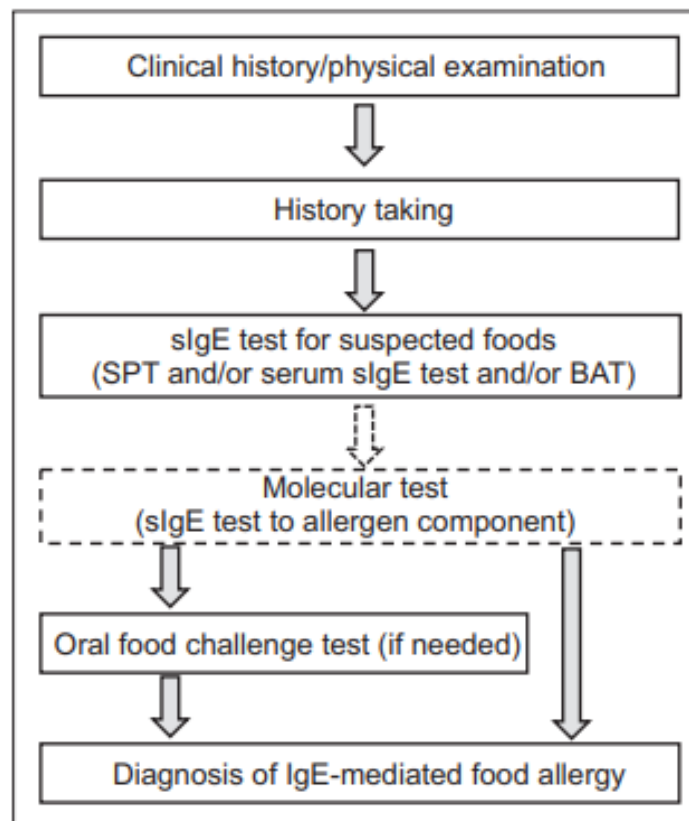 Clinical history/physical examination
History taking
sIgE test for suspected foods
(SPT and/or serum sIgE test and/or BAT)
Molecular test
(sIgE test to allergen component)
Oral food challenge test (if needed)
Diagnosis of IgE-mediated food allergy